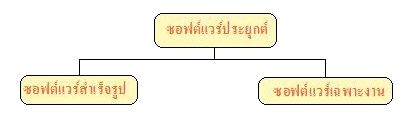 ซอฟต์แวร์ประยุกต์
ซอฟต์แวร์สำเร็จรูป
ซอฟต์แวร์เฉพาะงาน